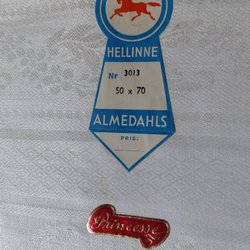 HELLINNE
Nr 3013
50 x 70
ALMEDAHLS
PRIS:
Princesse